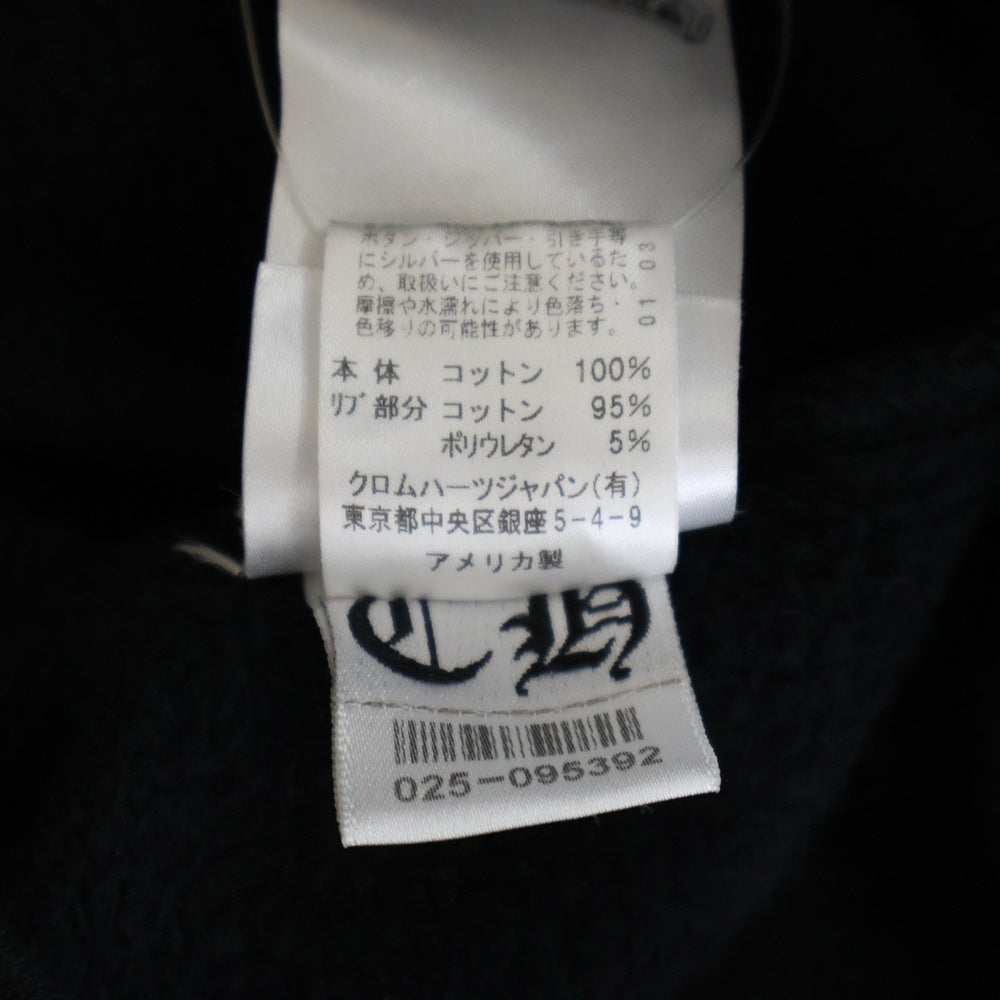 ボタン・ジッパー・引き手等
にシルバーを使用しているた
め、取扱いにご注意ください。
摩擦や水濡れにより色落ち・
色移りの可能性があります。
01 03
本体 コットン 100%
ﾘﾌﾞ部分 コットン 95%
ポリウレタン 5%
クロムハーツジャパン(有)
東京都中央区銀座5-4-9
アメリカ製
025-095392